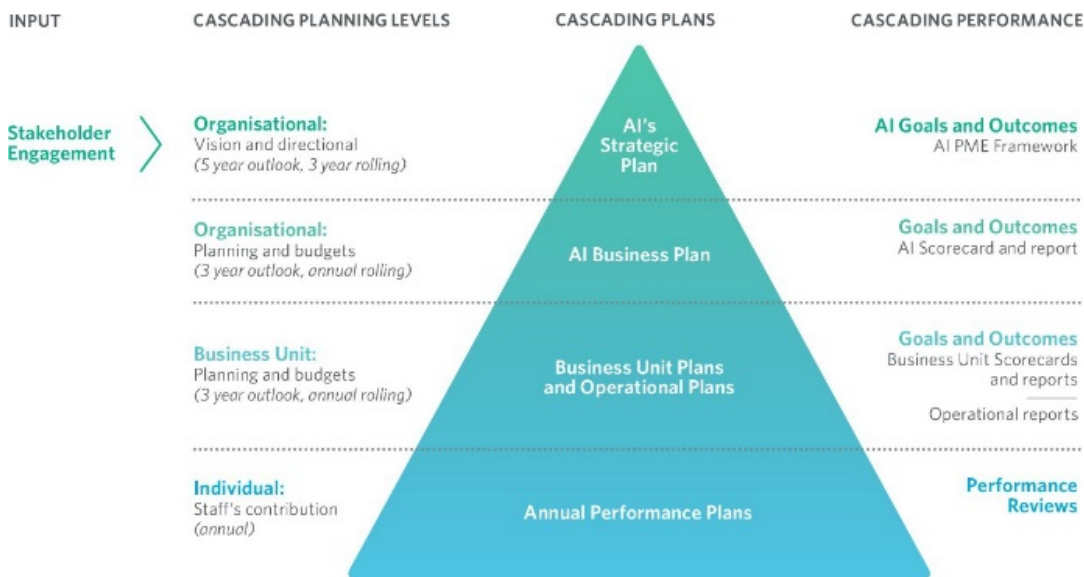 INPUT
CASCADING PLANNING LEVELS
CASCADING PLANS
CASCADING PERFORMANCE
Stakeholder
Engagement
Organisational:
Vision and directional
(5 year outlook, 3 year rolling)
AI's
Strategic
Plan
AI Goals and Outcomes
AI PME Framework
Organisational:
Planning and budgets
(3 year outlook, annual rolling)
AI Business Plan
Goals and Outcomes
AI Scorecard and report
Business Unit:
Planning and budgets
(3 year outlook, annual rolling)
Business Unit Plans
and Operational Plans
Goals and Outcomes
Business Unit Scorecards
and reports
Operational reports
Individual:
Staff's contribution
(annual)
Annual Performance Plans
Performance
Reviews